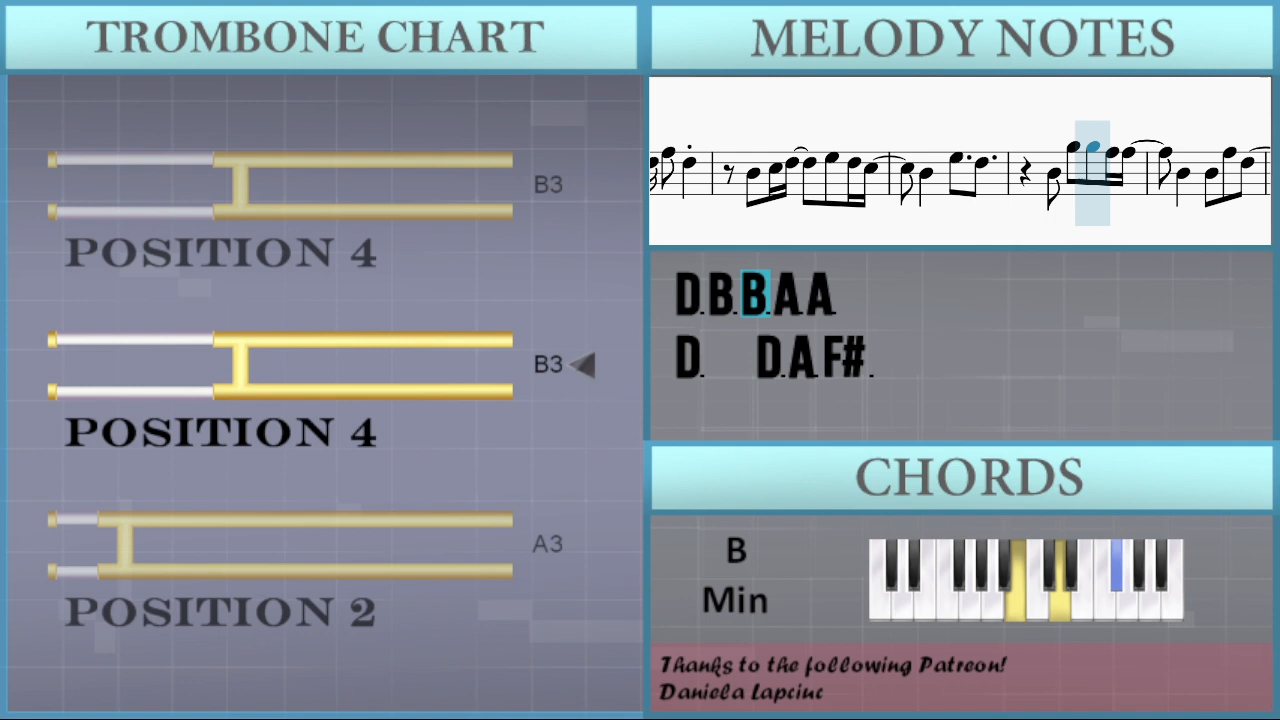 TROMBONE CHART
B3
POSITION 4
B3
POSITION 4
A3
POSITION 2
MELODY NOTES
D.B.B.A.A.
D. D.A.F#.
CHORDS
B
Min
Thanks to the following Patreon!
Daniela Lapciuc